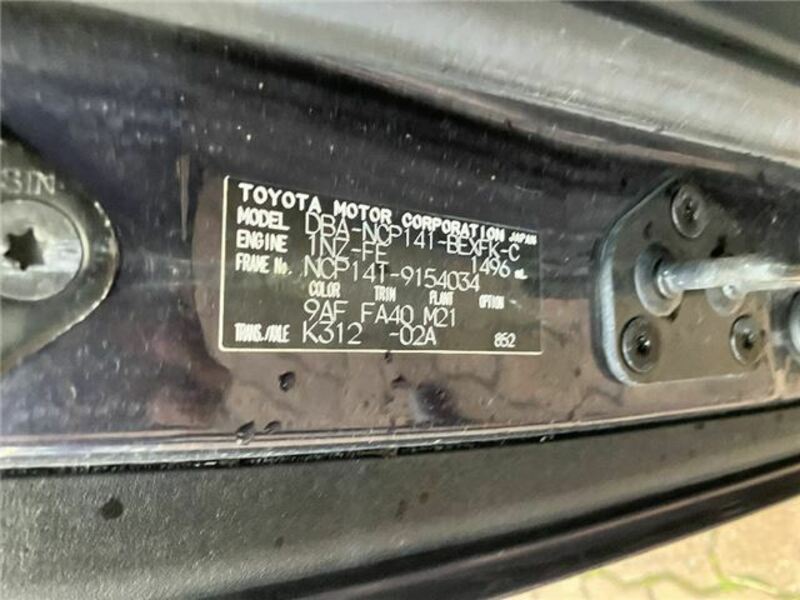 SIN
TOYOTA MOTOR CORPORATION JAPAN
MODEL DBA-NCP141-BEXFK-C
ENGINE 1NZ-FE 1496 mL
FRAME No. NCP141-9154034
COLOR TRIM PLANT OPTION
9AF FA40 M21
TRANS./AXLE K312 -02A 852